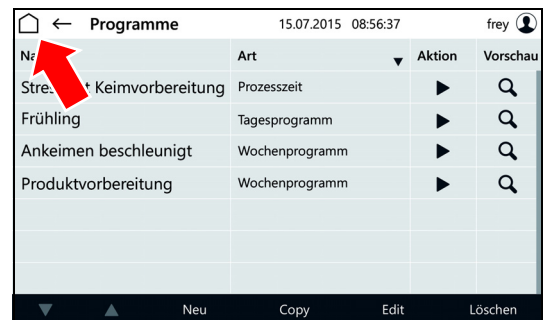 Programme 15.07.2015 08:56:37 frey
Art Aktion Vorschau
Keimvorbereitung Prozesszeit
Frühling Tagesprogramm
Ankeimen beschleunigt Wochenprogramm
Produktvorbereitung Wochenprogramm
Neu Copy Edit Löschen